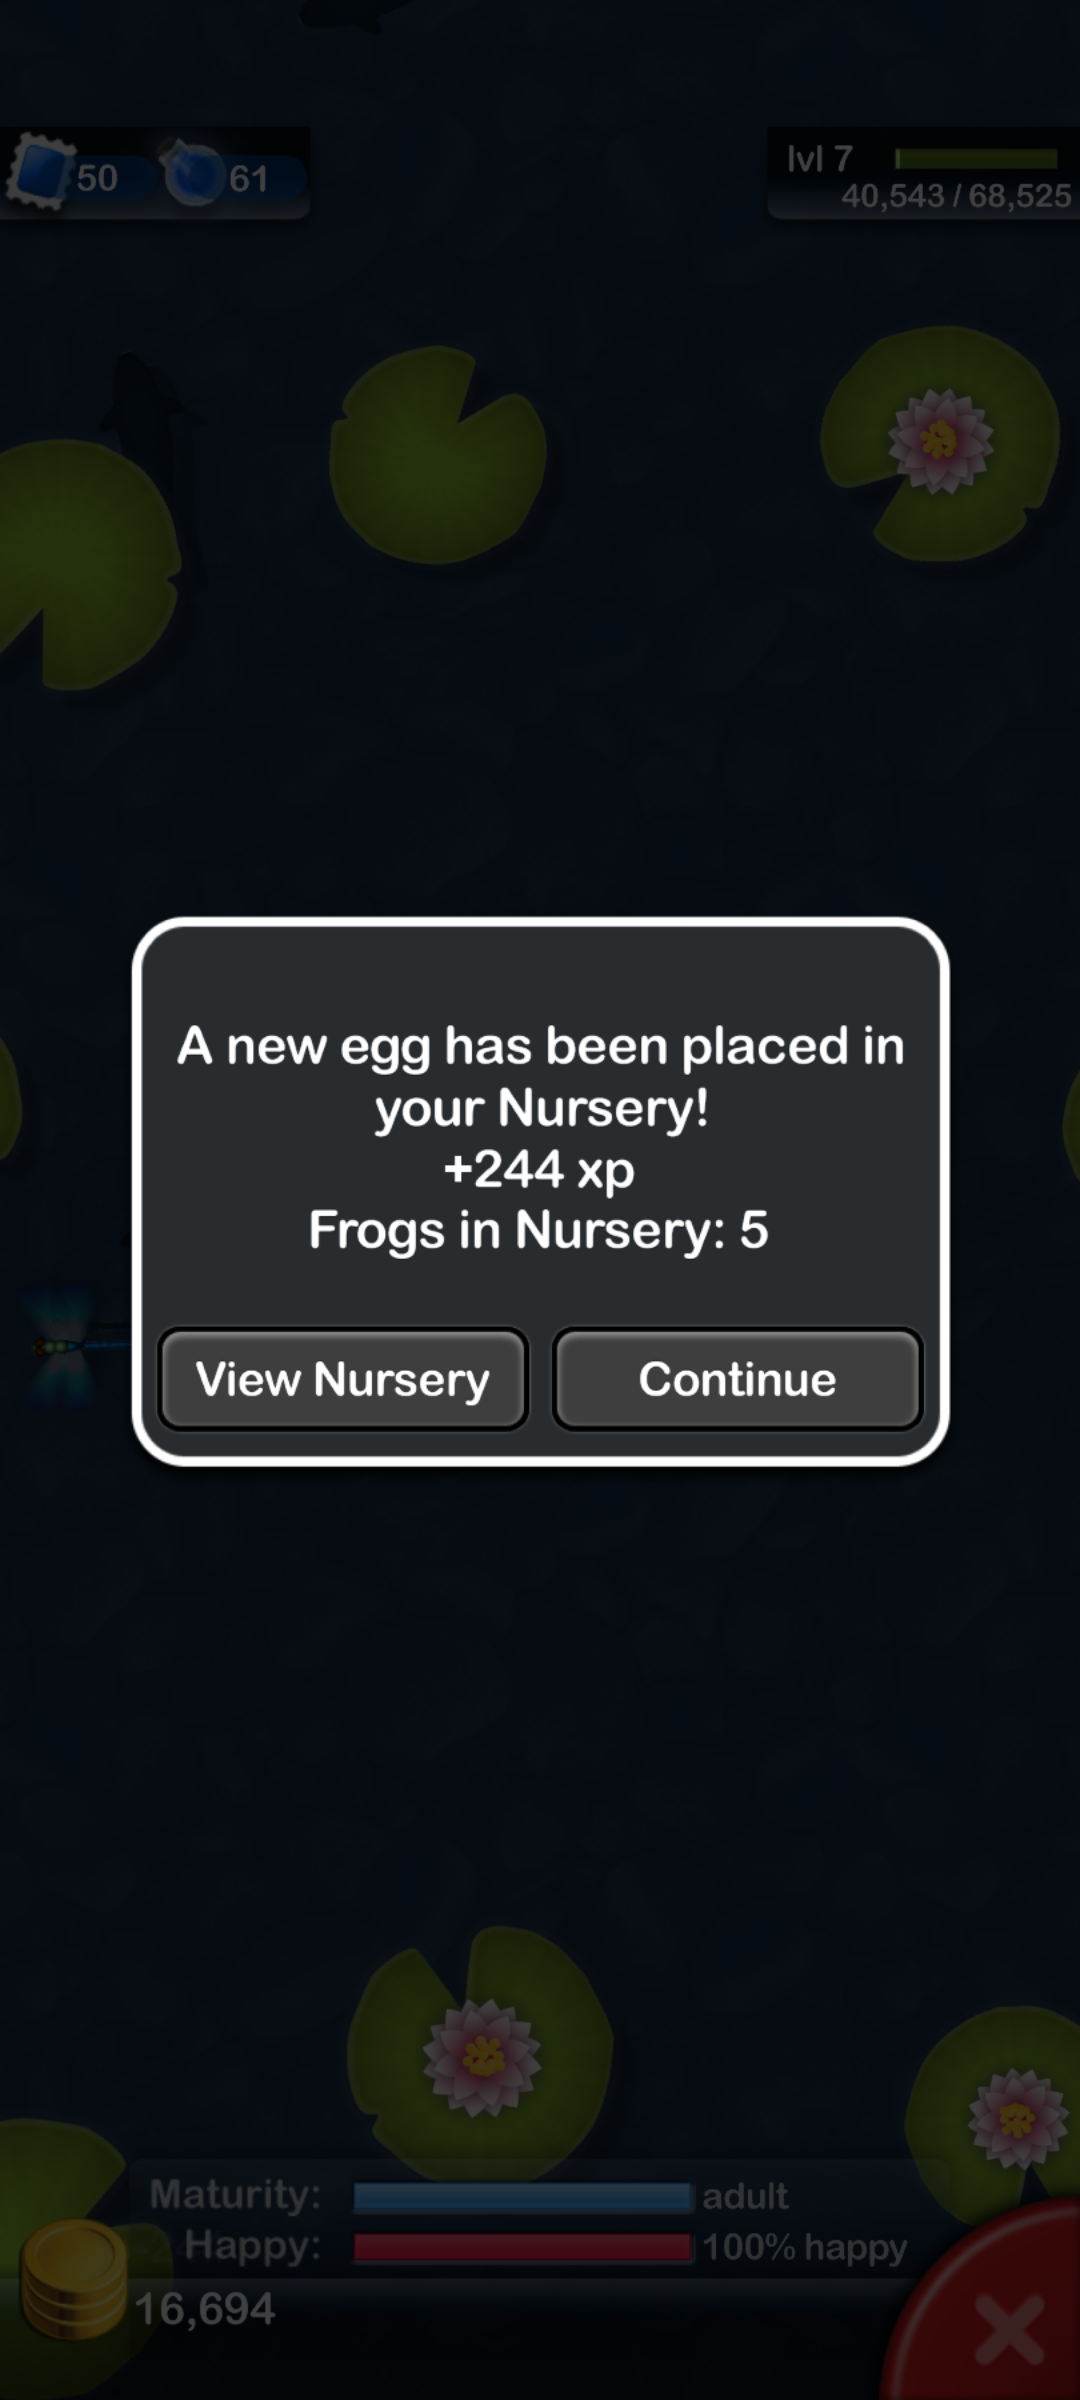 50
61
lvl 7
40,543 / 68,525
A new egg has been placed in
your Nursery!
+244 xp
Frogs in Nursery: 5
View Nursery
Continue
Maturity:
adult
Happy:
100% happy
16,694